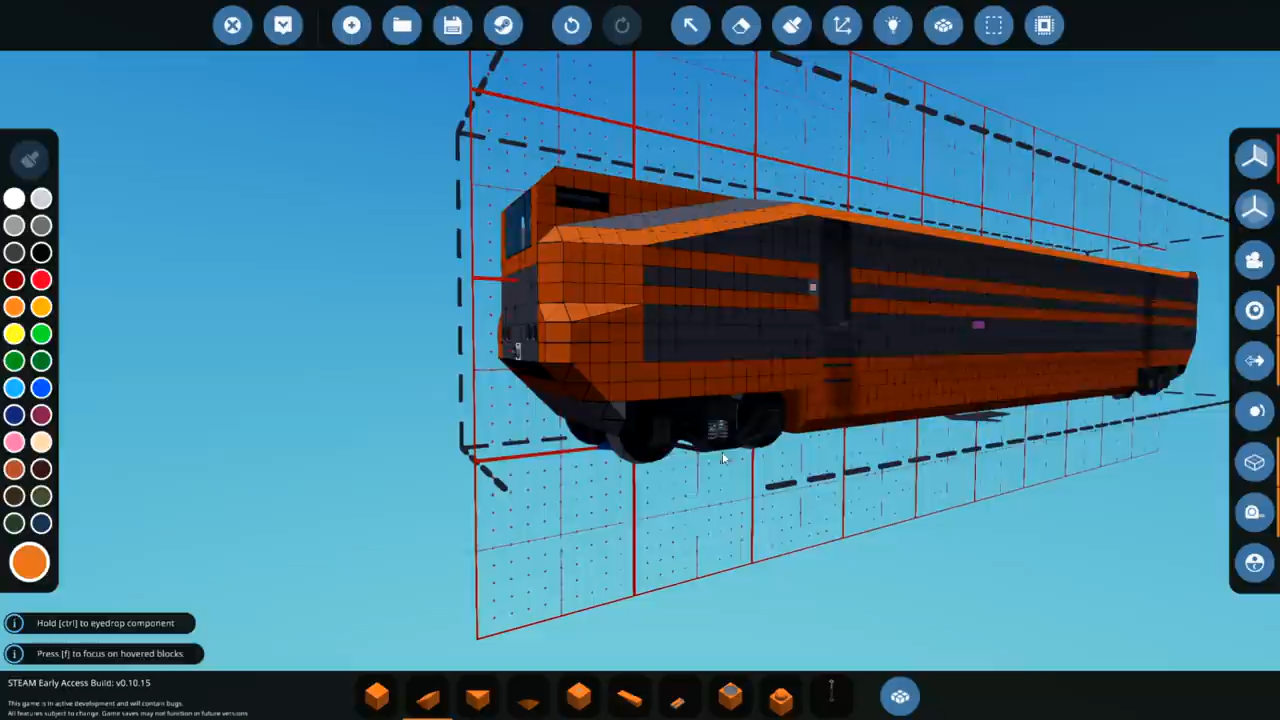 Hold [ctrl] to eyedrop component
Press [f] to focus on hovered blocks.
STEAM Early Access Build: v0.10.15
This game is in active development and will contain bugs.
All features subject to change. Game saves may not function in future versions